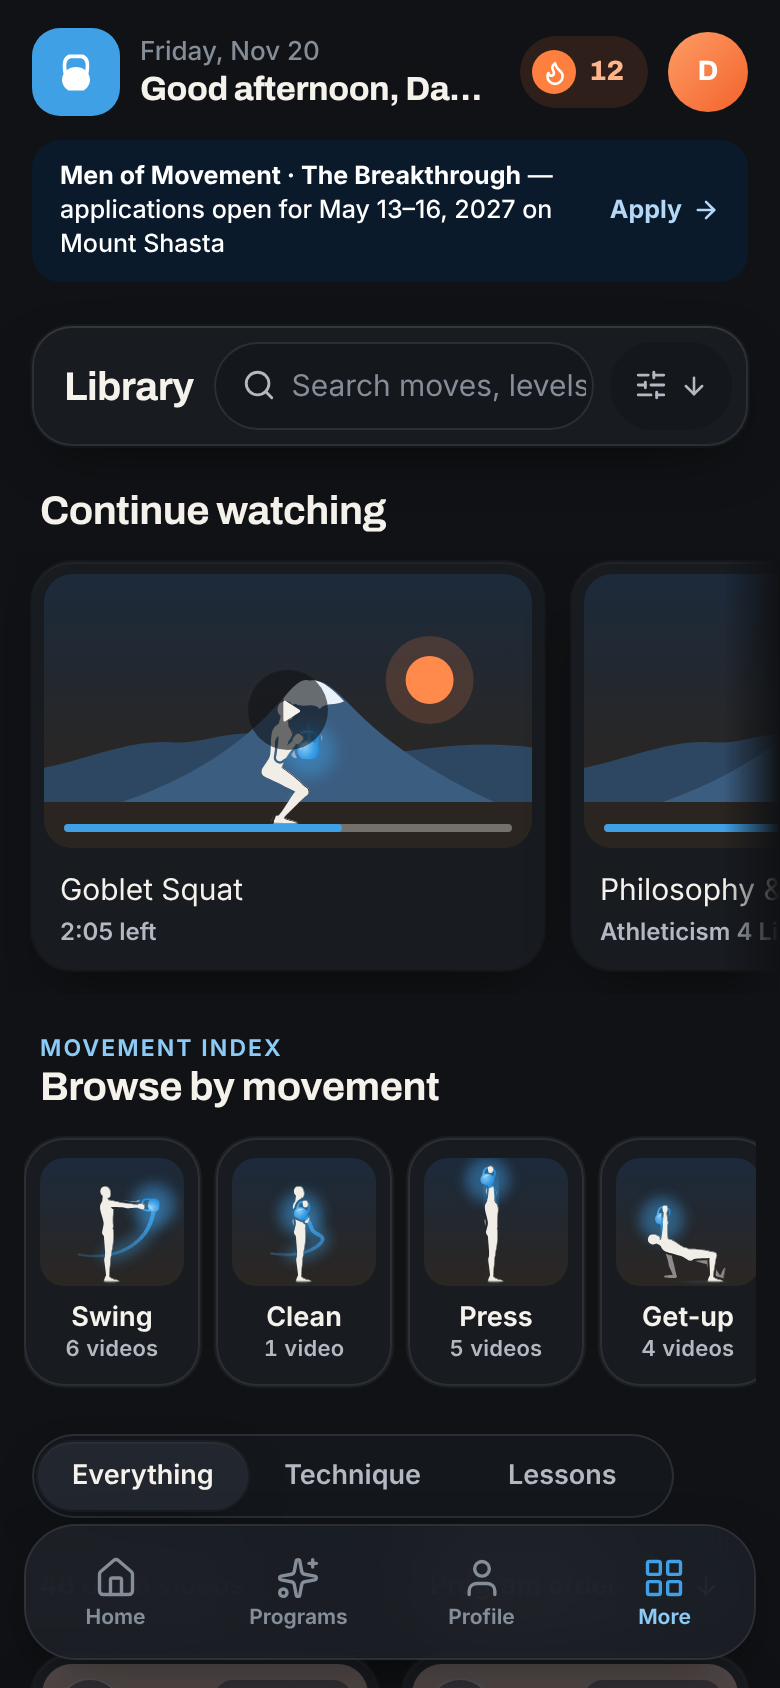 Friday, Nov 20
Good afternoon, Da...
12
D
Men of Movement · The Breakthrough —
applications open for May 13–16, 2027 on
Mount Shasta
Apply
Library
Search moves, levels
Continue watching
Goblet Squat
2:05 left
Philosophy &
Athleticism 4 Li
MOVEMENT INDEX
Browse by movement
Swing
6 videos
Clean
1 video
Press
5 videos
Get-up
4 videos
Everything
Technique
Lessons
Home
Programs
Profile
More